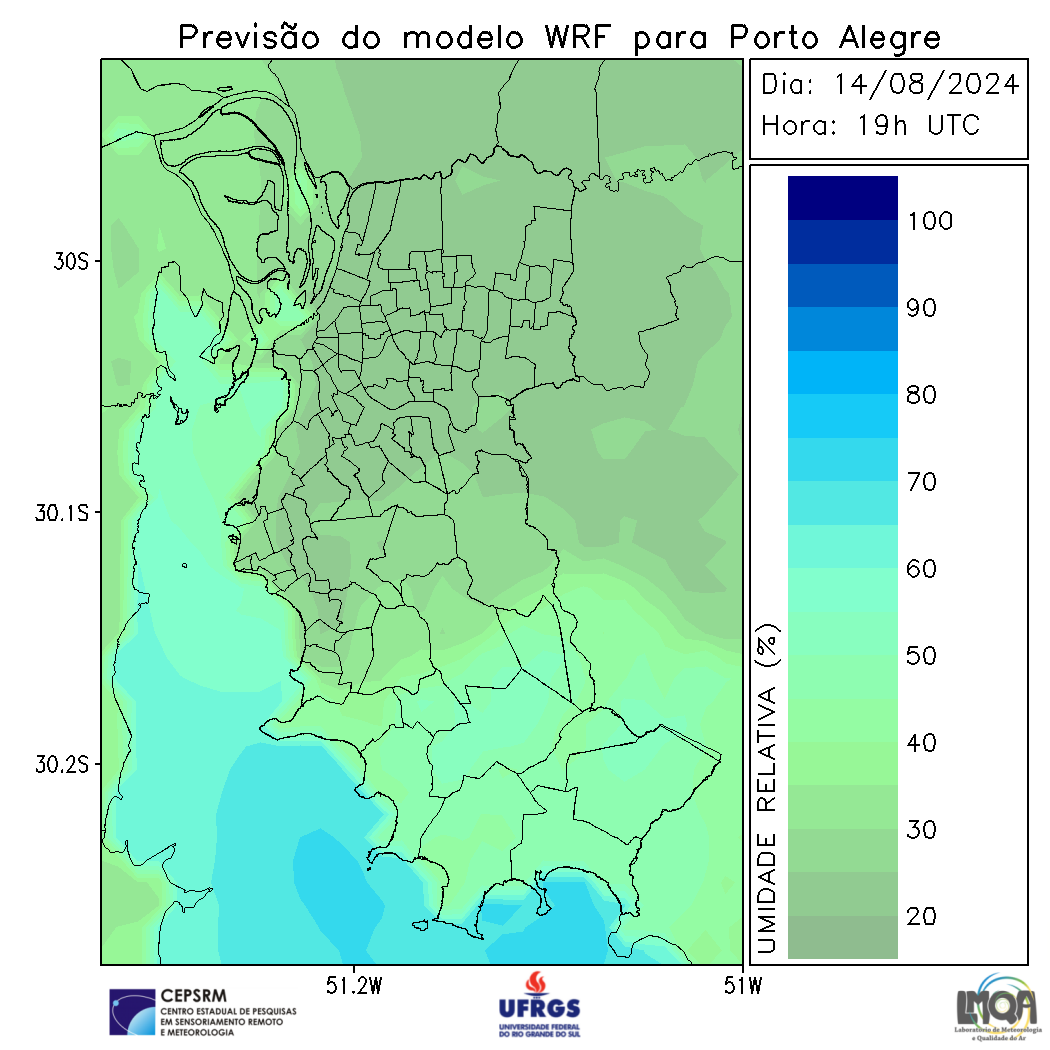 Previsão do modelo WRF para Porto Alegre
Dia: 14/08/2024
Hora: 19h UTC
30S
30.1S
30.2S
51.2W
51W
100
90
80
70
60
50
40
30
20
UMIDADE RELATIVA (%)
CEPSRM
CENTRO ESTADUAL DE PESQUISAS
EM SENSORIAMENTO REMOTO
E METEOROLOGIA
UFRGS
UNIVERSIDADE FEDERAL
DO RIO GRANDE DO SUL
LMQA
Laboratório de Meteorologia
e Qualidade do Ar